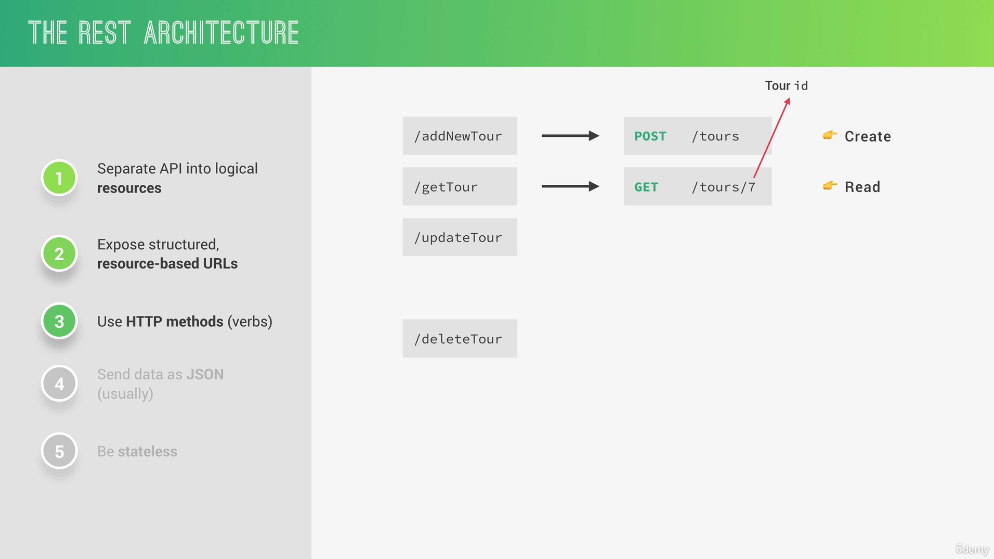 THE REST ARCHITECTURE
1
Separate API into logical
resources
2
Expose structured,
resource-based URLs
3
Use HTTP methods (verbs)
4
Send data as JSON
(usually)
5
Be stateless
Tour id
/addNewTour
POST /tours
Create
/getTour
GET /tours/7
Read
/updateTour
/deleteTour
ûdemy